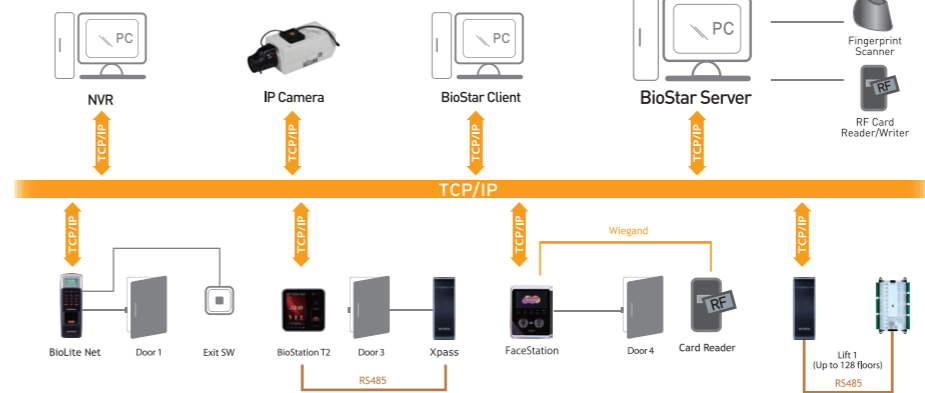 PC
PC
PC
Fingerprint
Scanner
NVR
IP Camera
BioStar Client
BioStar Server
RF
RF Card
Reader/Writer
TCP/IP
TCP/IP
TCP/IP
TCP/IP
TCP/IP
TCP/IP
TCP/IP
TCP/IP
TCP/IP
Wiegand
RF
BioLite Net
Door 1
Exit SW
BioStation T2
Door 3
Xpass
FaceStation
Door 4
Card Reader
Lift 1
(Up to 128 floors)
RS485
RS485